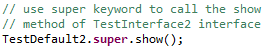 // use super keyword to call the show
// method of TestInterface2 interface
TestDefault2.super.show();